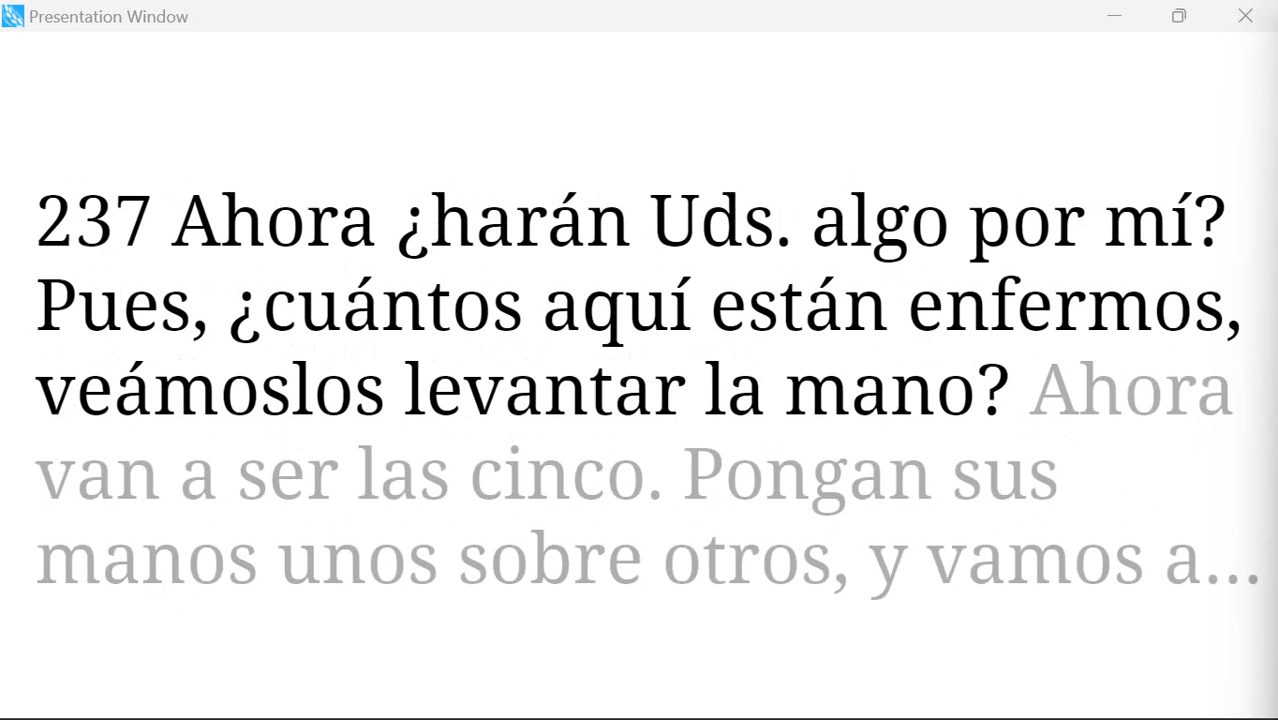 Presentation Window
237 Ahora ¿harán Uds. algo por mí?
Pues, ¿cuántos aquí están enfermos,
veámoslos levantar la mano? Ahora
van a ser las cinco. Pongan sus
manos unos sobre otros, y vamos a...